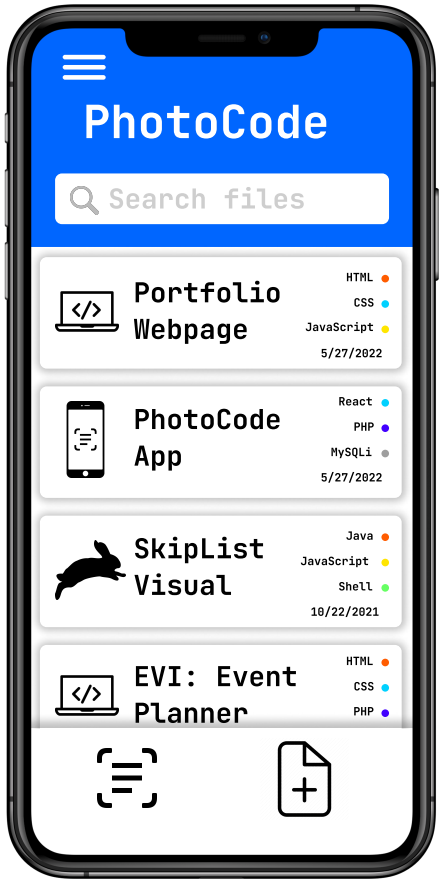 PhotoCode
Search files
Portfolio
Webpage
HTML
CSS
JavaScript
5/27/2022
PhotoCode
App
React
PHP
MySQLi
5/27/2022
SkipList
Visual
Java
JavaScript
Shell
10/22/2021
EVI: Event
Planner
HTML
CSS
PHP